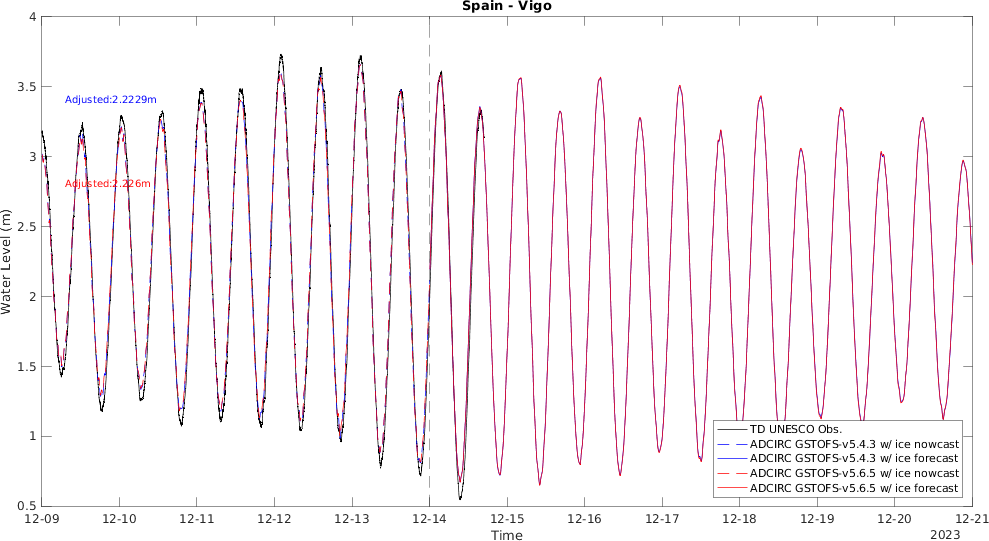 Spain - Vigo
4
3.5
3
2.5
2
1.5
1
0.5
Water Level (m)
Adjusted:2.2229m
Adjusted:2.226m
TD UNESCO Obs.
ADCIRC GSTOFS-v5.4.3 w/ ice nowcast
ADCIRC GSTOFS-v5.4.3 w/ ice forecast
ADCIRC GSTOFS-v5.6.5 w/ ice nowcast
ADCIRC GSTOFS-v5.6.5 w/ ice forecast
12-09 12-10 12-11 12-12 12-13 12-14 12-15 12-16 12-17 12-18 12-19 12-20 12-21
Time
2023